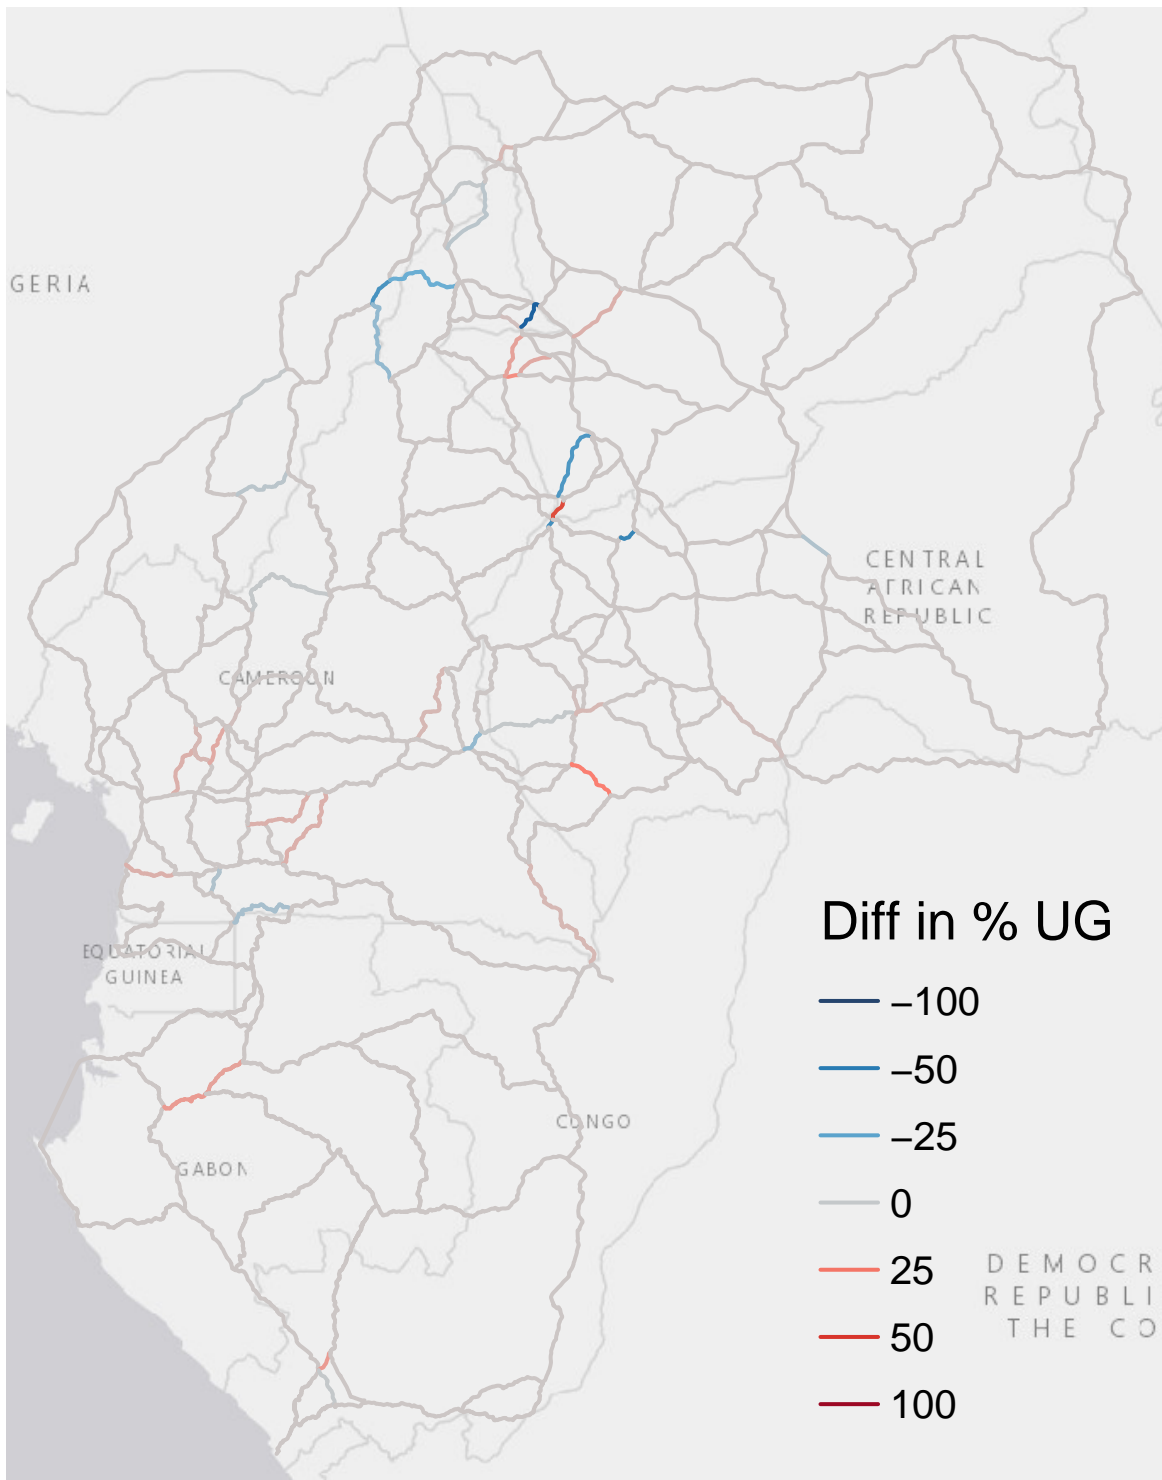 GERIA
CENTRAL
AFRICAN
REPUBLIC
CAMEROON
Diff in % UG
EQUATORIAL
GUINEA
–100
–50
–25
CONGO
GABON
0
25
DEMOCR
REPUBLI
THE CO
50
100